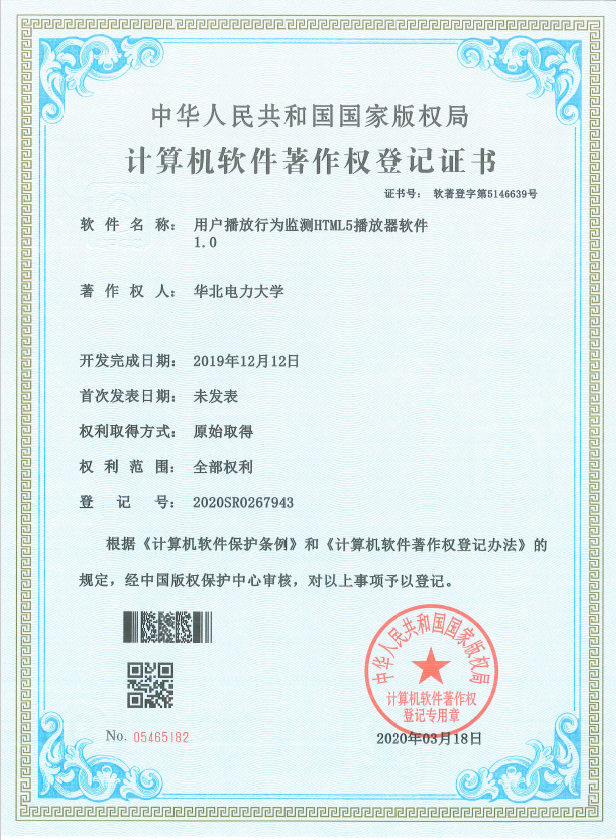 中华人民共和国国家版权局
计算机软件著作权登记证书
证书号： 软著登字第5146639号
软件名称： 用户播放行为监测HTML5播放器软件
1.0
著作权人： 华北电力大学
开发完成日期： 2019年12月12日
首次发表日期： 未发表
权利取得方式： 原始取得
权利范围： 全部权利
登记号： 2020SR0267943
根据《计算机软件保护条例》和《计算机软件著作权登记办法》的
规定，经中国版权保护中心审核，对以上事项予以登记。
中华人民共和国国家版权局
计算机软件著作权
登记专用章
No. 05465182
2020年03月18日